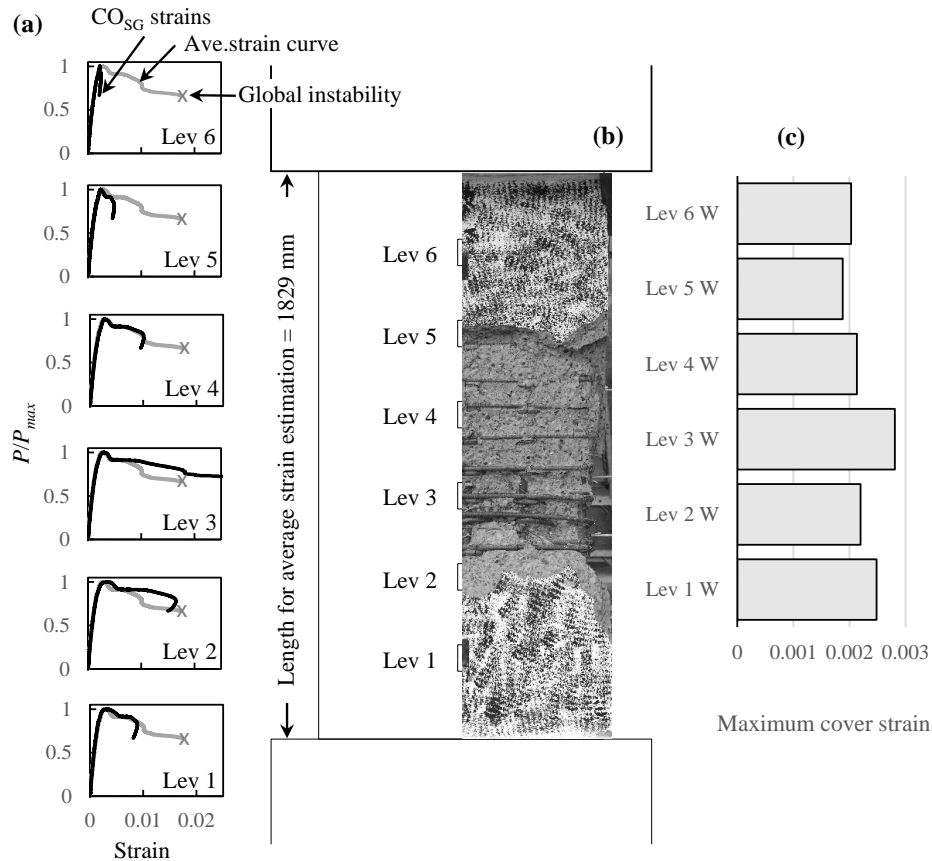 (a)
CO_SG strains
Ave.strain curve
Global instability
1
0.5
0
Lev 6
1
0.5
0
Lev 5
1
0.5
0
Lev 4
P/P_max
1
0.5
0
Lev 3
1
0.5
0
Lev 2
1
0.5
0
Lev 1
0 0.01 0.02
Strain
(b)
Length for average strain estimation = 1829 mm
Lev 6
Lev 5
Lev 4
Lev 3
Lev 2
Lev 1
(c)
Lev 6 W
Lev 5 W
Lev 4 W
Lev 3 W
Lev 2 W
Lev 1 W
0 0.001 0.002 0.003
Maximum cover strain